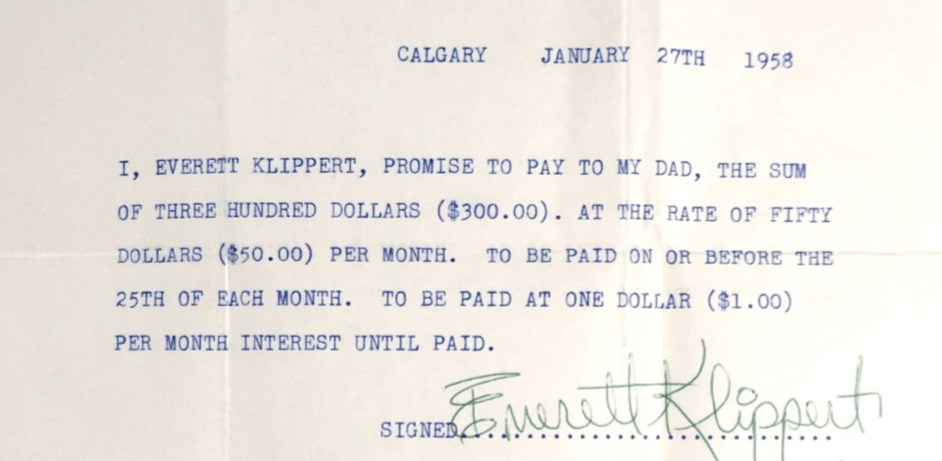 CALGARY JANUARY 27TH 1958
I, EVERETT KLIPPERT, PROMISE TO PAY TO MY DAD, THE SUM
OF THREE HUNDRED DOLLARS ($300.00). AT THE RATE OF FIFTY
DOLLARS ($50.00) PER MONTH. TO BE PAID ON OR BEFORE THE
25TH OF EACH MONTH. TO BE PAID AT ONE DOLLAR ($1.00)
PER MONTH INTEREST UNTIL PAID.
SIGNED Everett Klippert